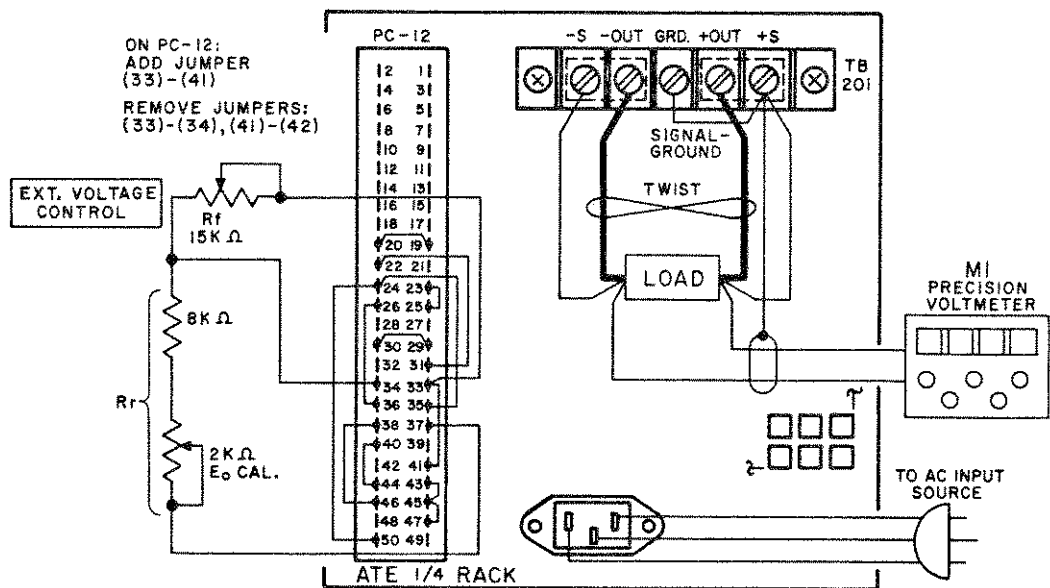 ON PC-12:
ADD JUMPER
(33)-(41)
REMOVE JUMPERS:
(33)-(34),(41)-(42)
EXT. VOLTAGE
CONTROL
Rf
15K Ω
8K Ω
Rr
2K Ω
Eo CAL.
PC-12
2 1
4 3
6 5
8 7
10 9
12 11
14 13
16 15
18 17
20 19
22 21
24 23
26 25
28 27
30 29
32 31
34 33
36 35
38 37
40 39
42 41
44 43
46 45
48 47
50 49
ATE 1/4 RACK
-S -OUT GRD. +OUT +S
TB
201
SIGNAL-
GROUND
TWIST
LOAD
M1
PRECISION
VOLTMETER
TO AC INPUT
SOURCE